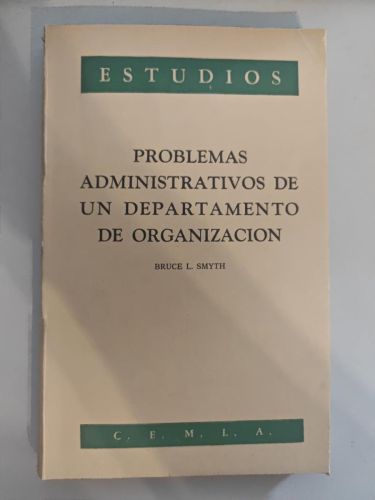 ESTUDIOS
PROBLEMAS
ADMINISTRATIVOS DE
UN DEPARTAMENTO
DE ORGANIZACION
BRUCE L. SMYTH
C. E. M. L. A.